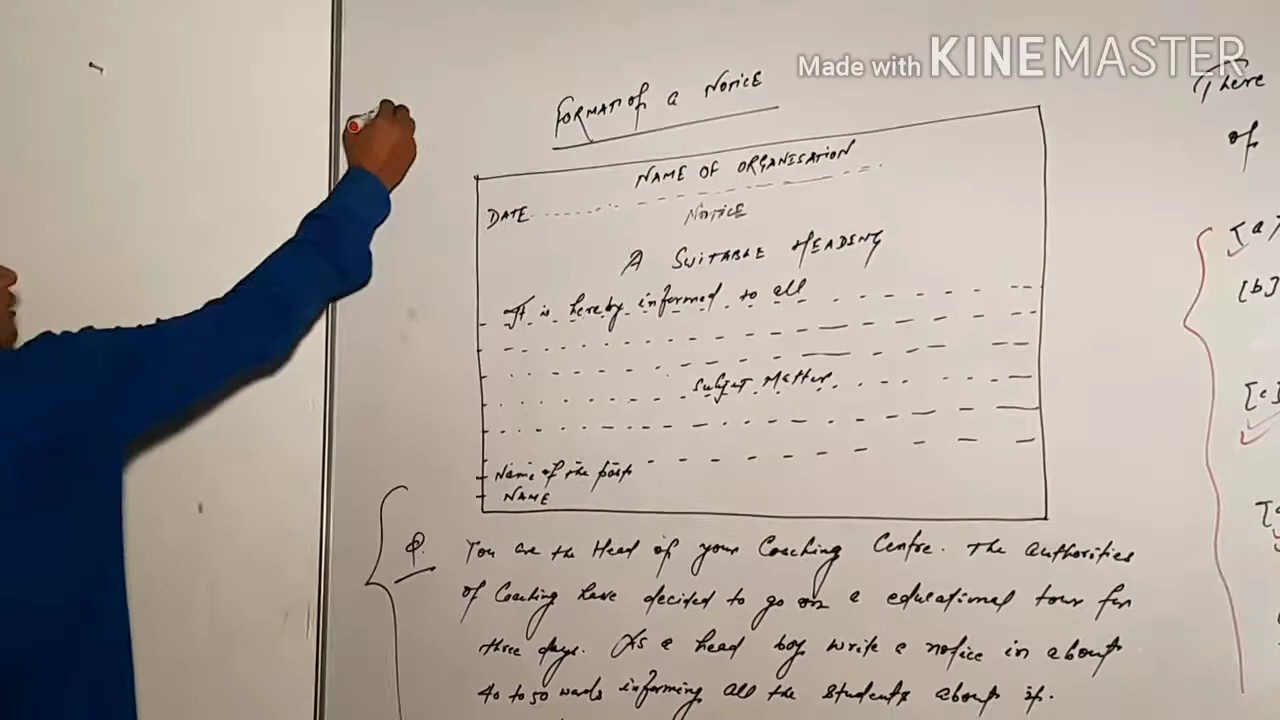 Made with KINEMASTER
FORMAT of a NOTICE
There
of
NAME OF ORGANISATION
DATE
NOTICE
A SUITABLE HEADING
It is hereby informed to all
Subject Matter
Name of the post
NAME
[a]
[b]
[c]
Q. You are the Head of your Coaching Centre. The authorities
of Coaching have decided to go on a educational tour for
three days. As a head boy write a notice in about
40 to 50 words informing all the students about it.